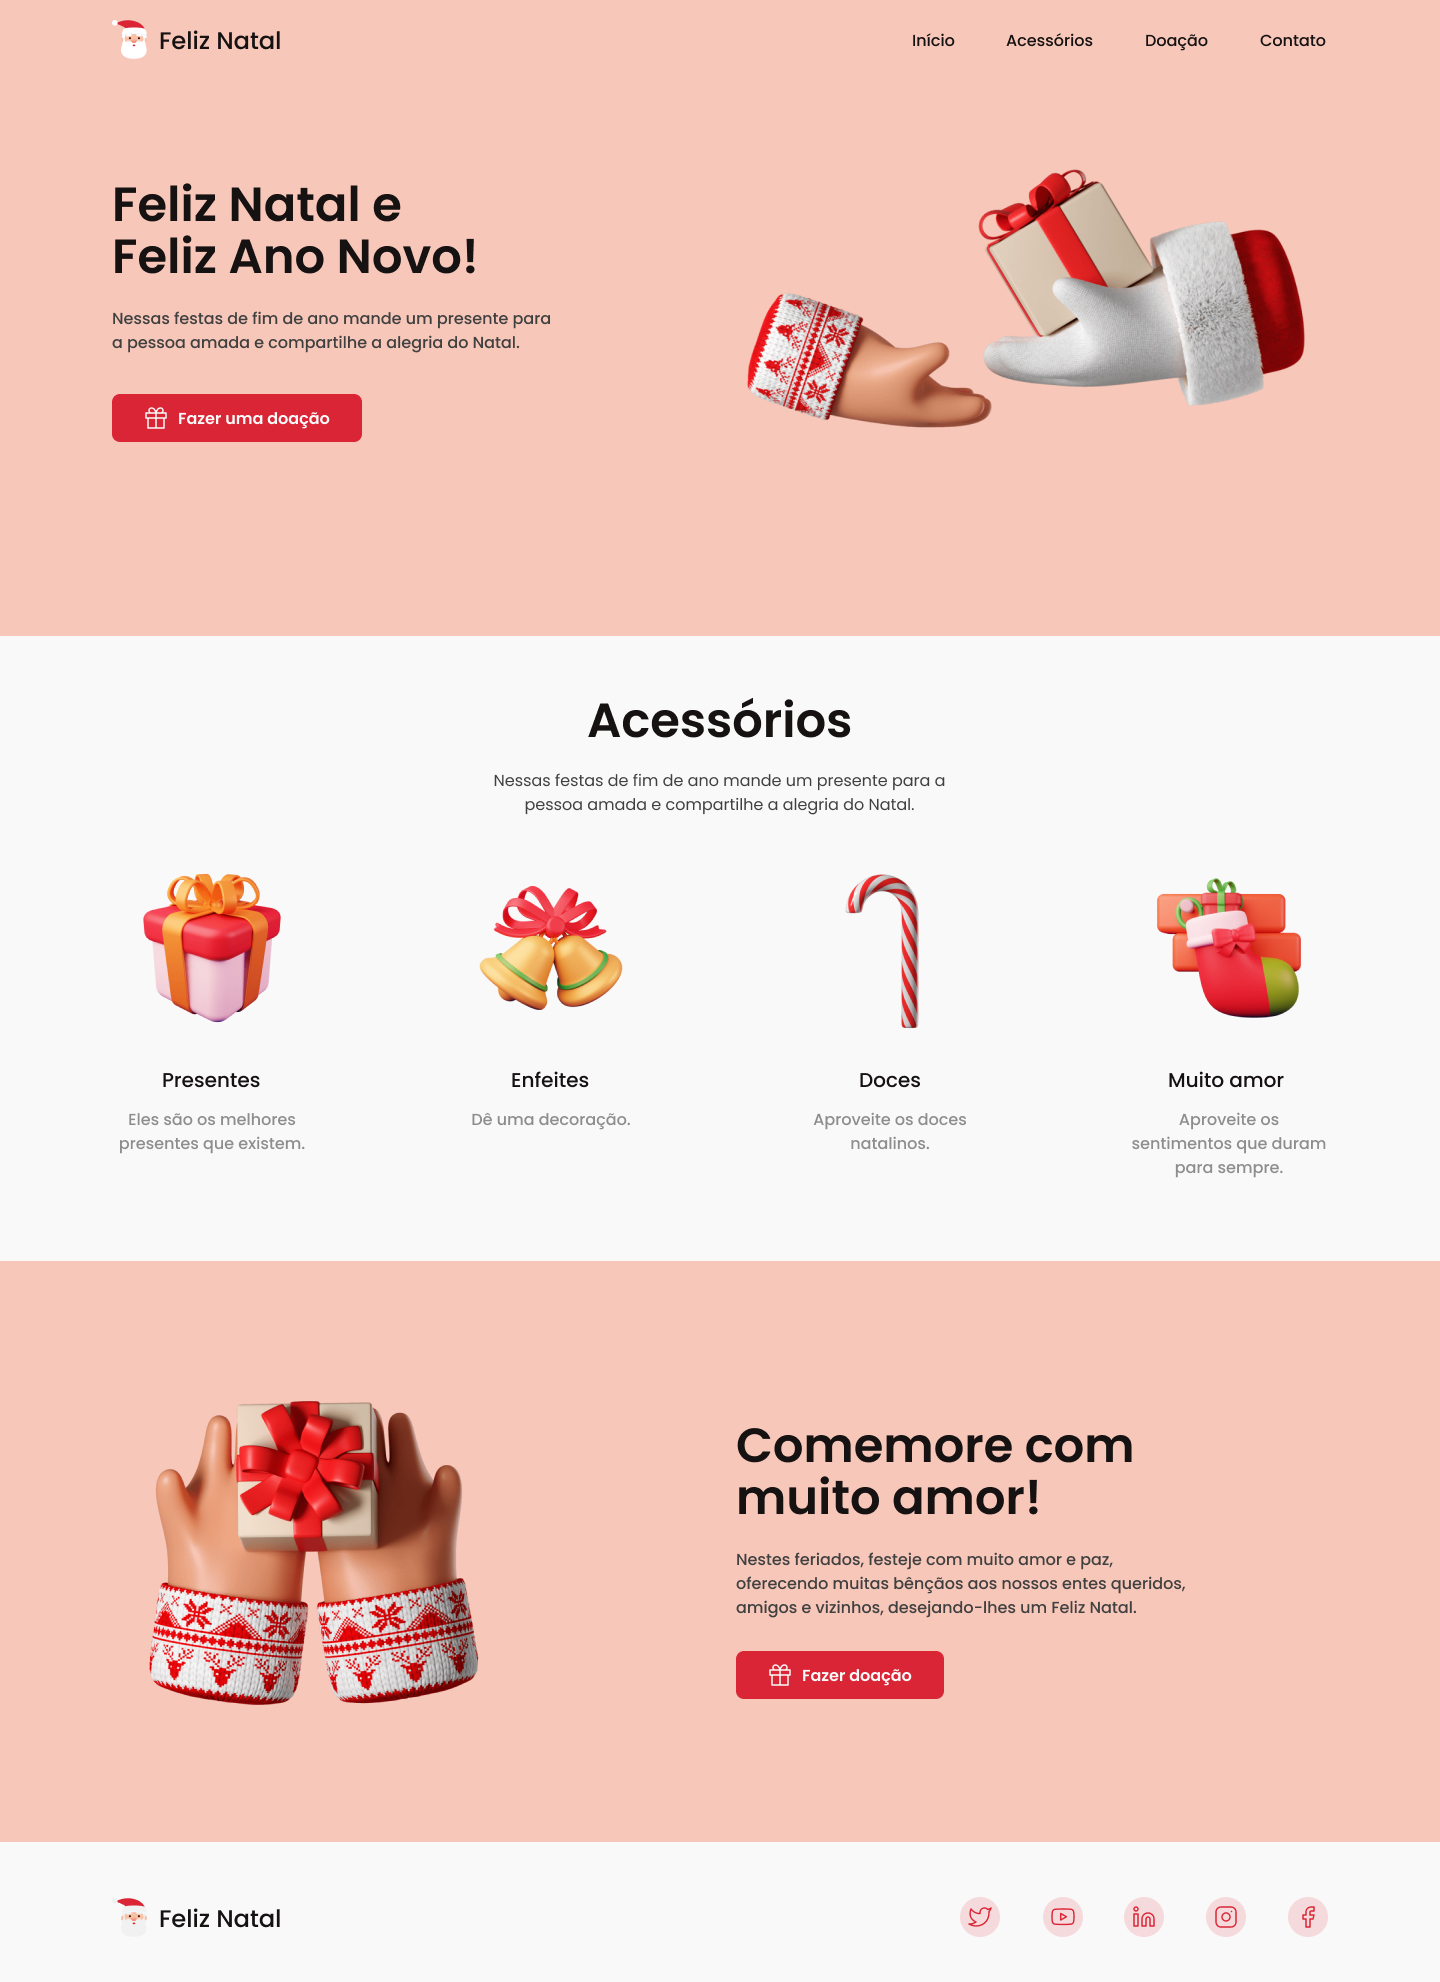 Feliz Natal
Início
Acessórios
Doação
Contato
Feliz Natal e
Feliz Ano Novo!
Nessas festas de fim de ano mande um presente para
a pessoa amada e compartilhe a alegria do Natal.
Fazer uma doação
Acessórios
Nessas festas de fim de ano mande um presente para a
pessoa amada e compartilhe a alegria do Natal.
Presentes
Eles são os melhores
presentes que existem.
Enfeites
Dê uma decoração.
Doces
Aproveite os doces
natalinos.
Muito amor
Aproveite os
sentimentos que duram
para sempre.
Comemore com
muito amor!
Nestes feriados, festeje com muito amor e paz,
oferecendo muitas bênçãos aos nossos entes queridos,
amigos e vizinhos, desejando-lhes um Feliz Natal.
Fazer doação
Feliz Natal